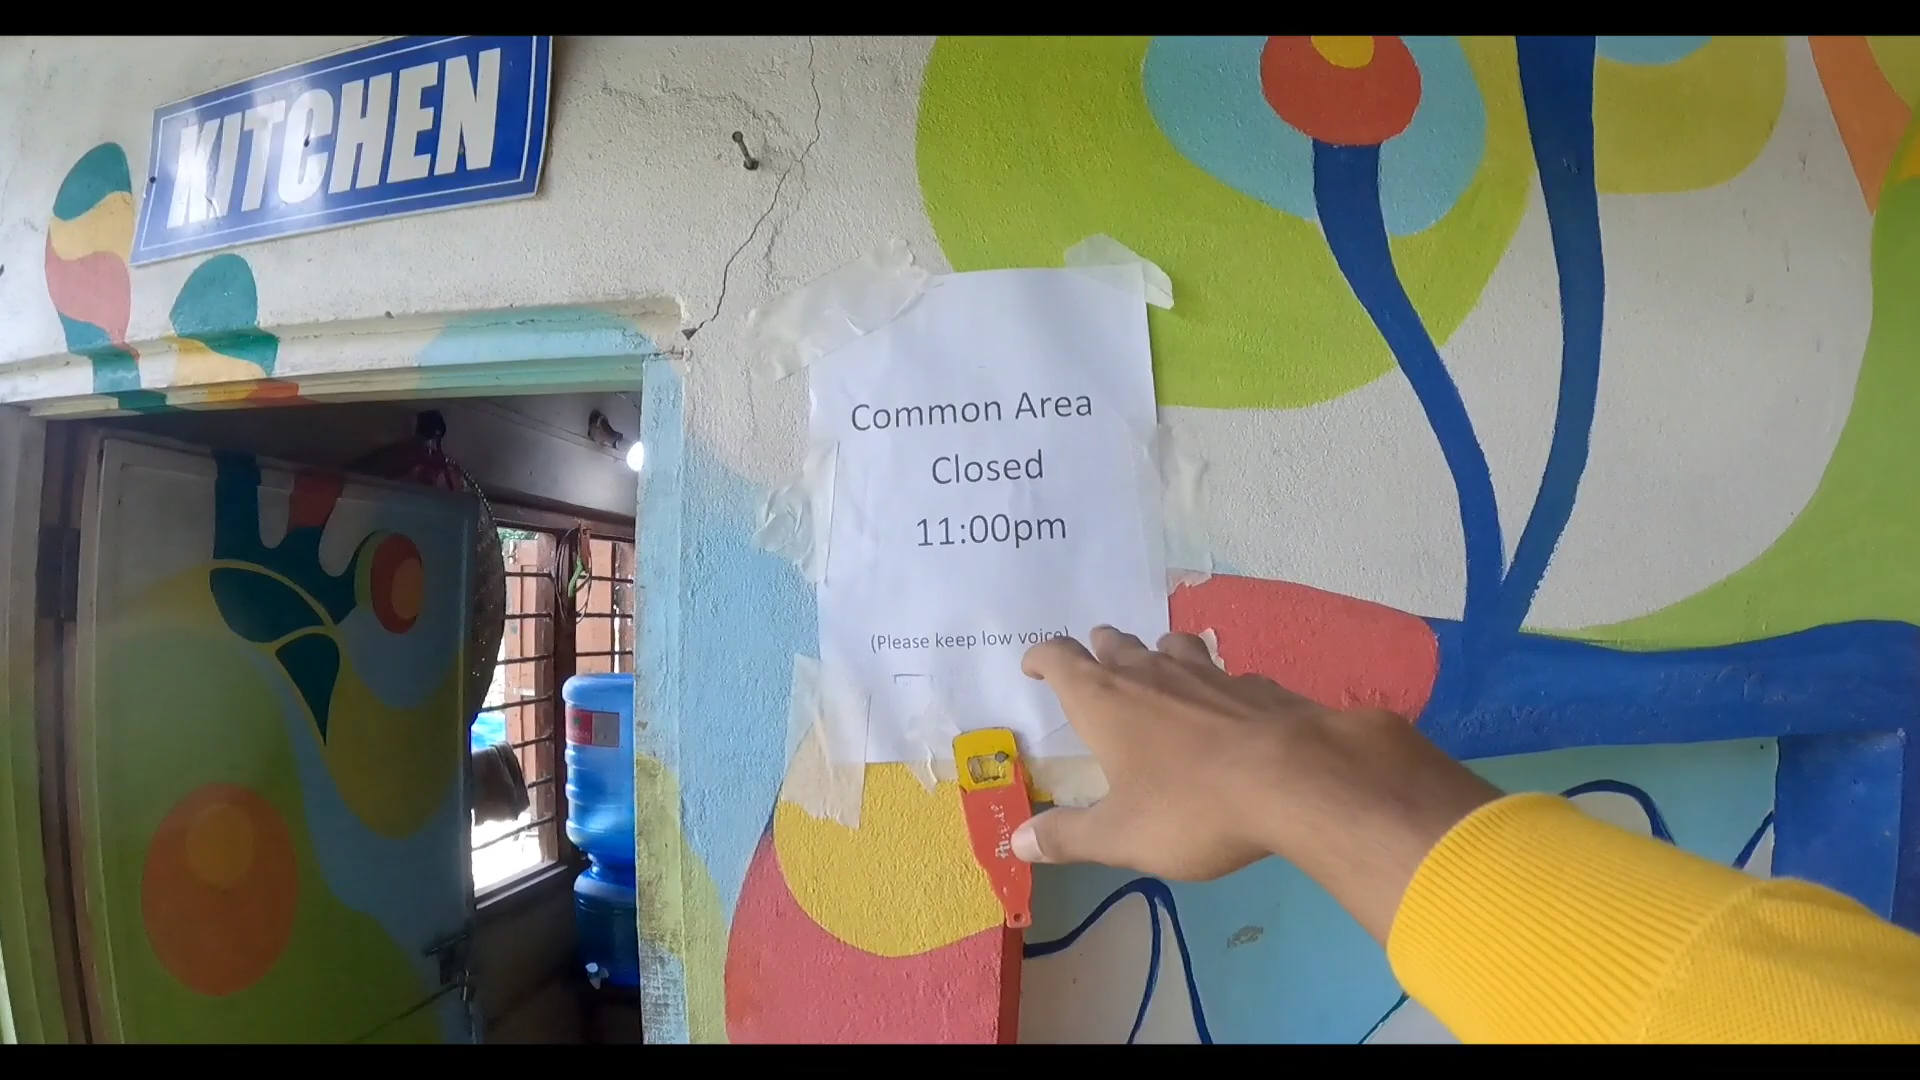 KITCHEN
Common Area
Closed
11:00pm
(Please keep low voice)